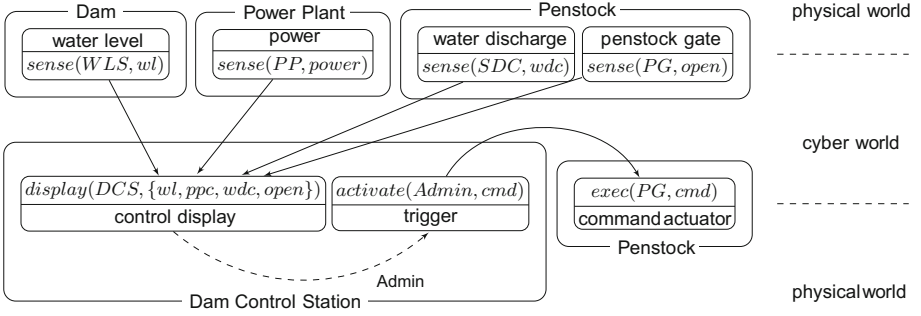 Dam
Power Plant
Penstock
physical world
water level
power
water discharge
penstock gate
sense(WLS, wl)
sense(PP, power)
sense(SDC, wdc)
sense(PG, open)
cyber world
display(DCS, {wl, ppc, wdc, open})
activate(Admin, cmd)
exec(PG, cmd)
control display
trigger
command actuator
Penstock
Admin
Dam Control Station
physical world